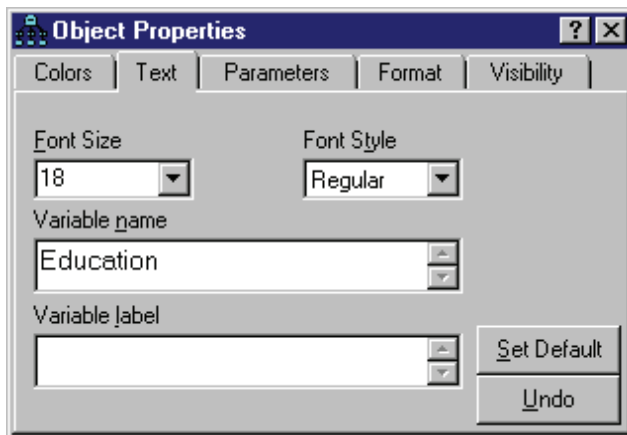 Object Properties
Colors Text Parameters Format Visibility
Font Size Font Style
18 Regular
Variable name
Education
Variable label
Set Default
Undo